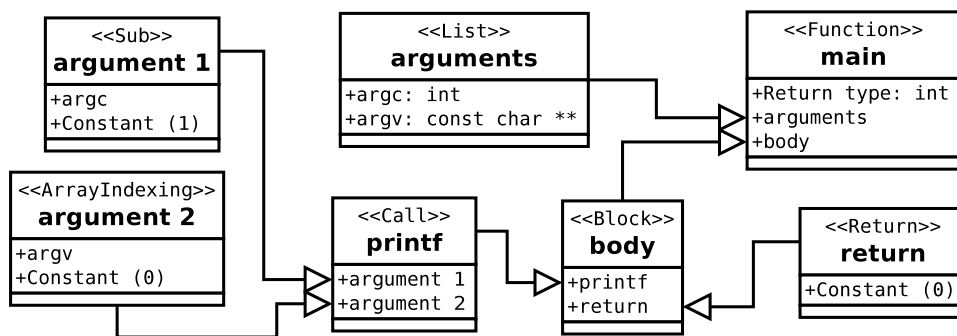 <<Sub>>
argument 1
+argc
+Constant (1)
<<List>>
arguments
+argc: int
+argv: const char **
<<Function>>
main
+Return type: int
+arguments
+body
<<ArrayIndexing>>
argument 2
+argv
+Constant (0)
<<Call>>
printf
+argument 1
+argument 2
<<Block>>
body
+printf
+return
<<Return>>
return
+Constant (0)